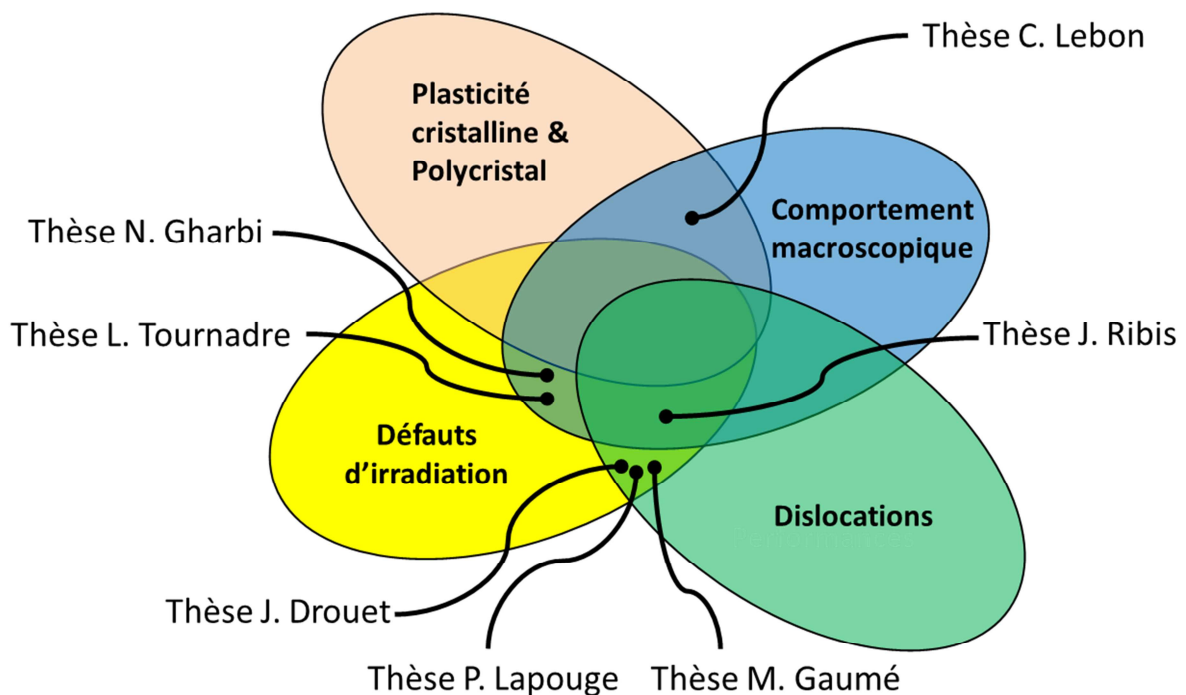 Thèse C. Lebon
Plasticité
cristalline &
Polycristal
Comportement
macroscopique
Thèse N. Gharbi
Thèse L. Tournadre
Thèse J. Ribis
Défauts
d'irradiation
Dislocations
Thèse J. Drouet
Thèse P. Lapouge
Thèse M. Gaumé